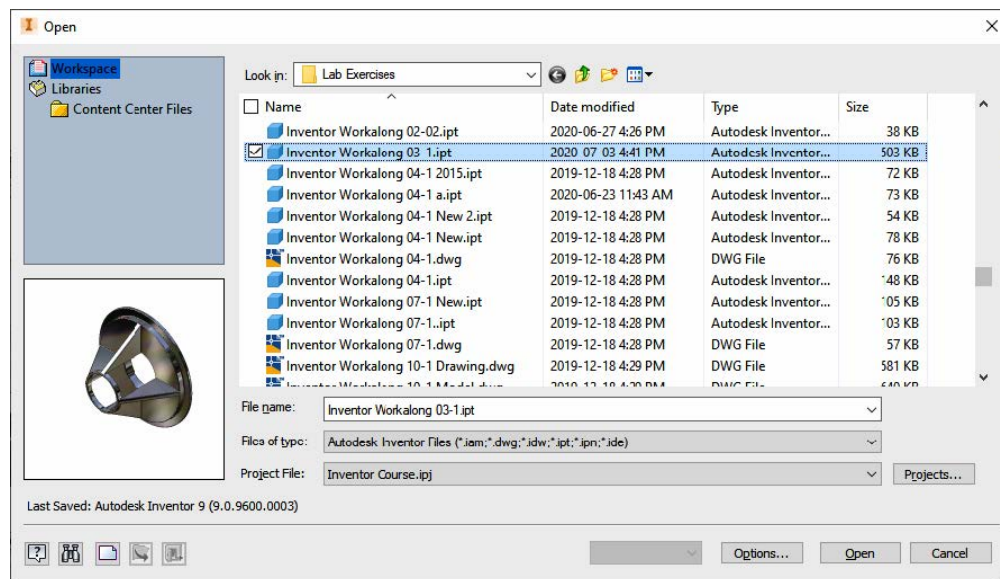 Open
Workspace
Libraries
Content Center Files
Look in: Lab Exercises
Name Date modified Type Size
Inventor Workalong 02-02.ipt 2020-06-27 4:26 PM Autodesk Inventor... 38 KB
Inventor Workalong 03-1.ipt 2020-07-03 4:41 PM Autodesk Inventor... 503 KB
Inventor Workalong 04-1 2015.ipt 2019-12-18 4:28 PM Autodesk Inventor... 72 KB
Inventor Workalong 04-1 a.ipt 2020-06-23 11:43 AM Autodesk Inventor... 73 KB
Inventor Workalong 04-1 New 2.ipt 2019-12-18 4:28 PM Autodesk Inventor... 54 KB
Inventor Workalong 04-1 New.ipt 2019-12-18 4:28 PM Autodesk Inventor... 78 KB
Inventor Workalong 04-1.dwg 2019-12-18 4:28 PM DWG File 76 KB
Inventor Workalong 04-1.ipt 2019-12-18 4:28 PM Autodesk Inventor... 148 KB
Inventor Workalong 07-1 New.ipt 2019-12-18 4:28 PM Autodesk Inventor... 105 KB
Inventor Workalong 07-1..ipt 2019-12-18 4:28 PM Autodesk Inventor... 103 KB
Inventor Workalong 07-1.dwg 2019-12-18 4:28 PM DWG File 57 KB
Inventor Workalong 10-1 Drawing.dwg 2019-12-18 4:29 PM DWG File 581 KB
File name: Inventor Workalong 03-1.ipt
Files of type: Autodesk Inventor Files (*.iam;*.dwg;*.idw;*.ipt;*.ipn;*.ide)
Project File: Inventor Course.ipj Projects...
Last Saved: Autodesk Inventor 9 (9.0.9600.0003)
Options... Open Cancel